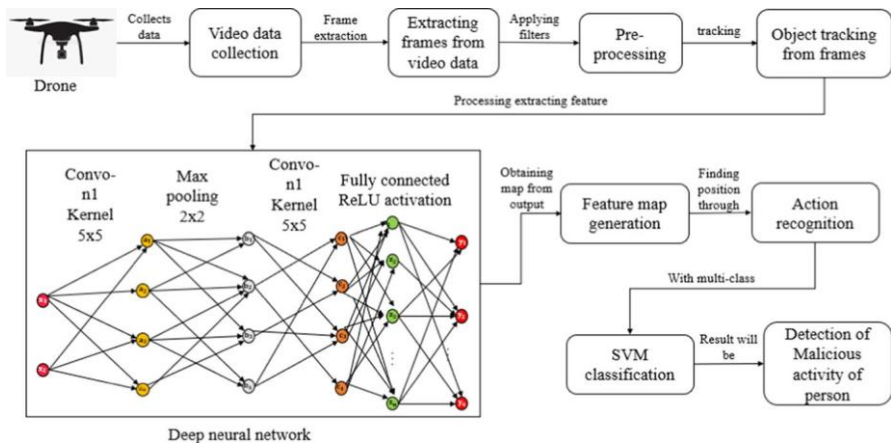 Collects
data
Video data
collection
Frame
extraction
Extracting
frames from
video data
Applying
filters
Pre-
processing
tracking
Object tracking
from frames
Drone
Processing extracting feature
Convo-
n1
Kernel
5x5
Max
pooling
2x2
Convo-
n1
Kernel
5x5
Fully connected
ReLU activation
Obtaining
map from
output
Feature map
generation
Finding
position
through
Action
recognition
With multi-class
SVM
classification
Result will
be
Detection of
Malicious
activity of
person
Deep neural network